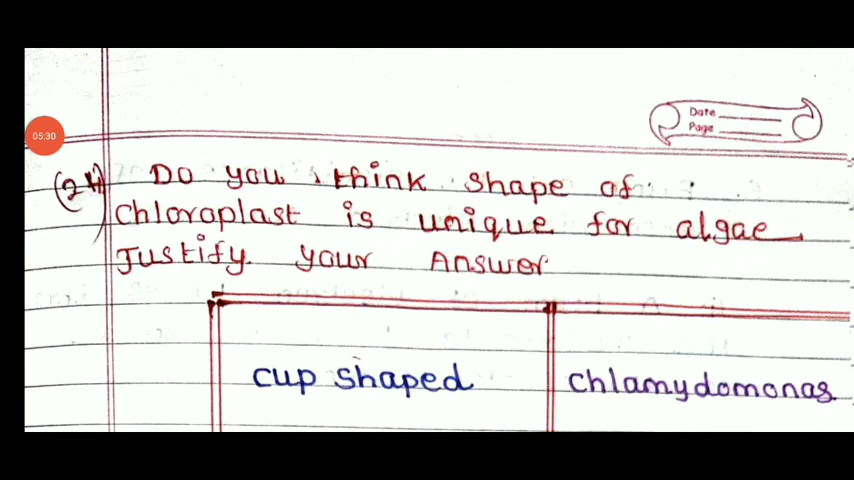 05:30
Date
Page
(24) Do you think shape of
Chloroplast is unique for algae
Justify your Answer
cup shaped
chlamydomonas